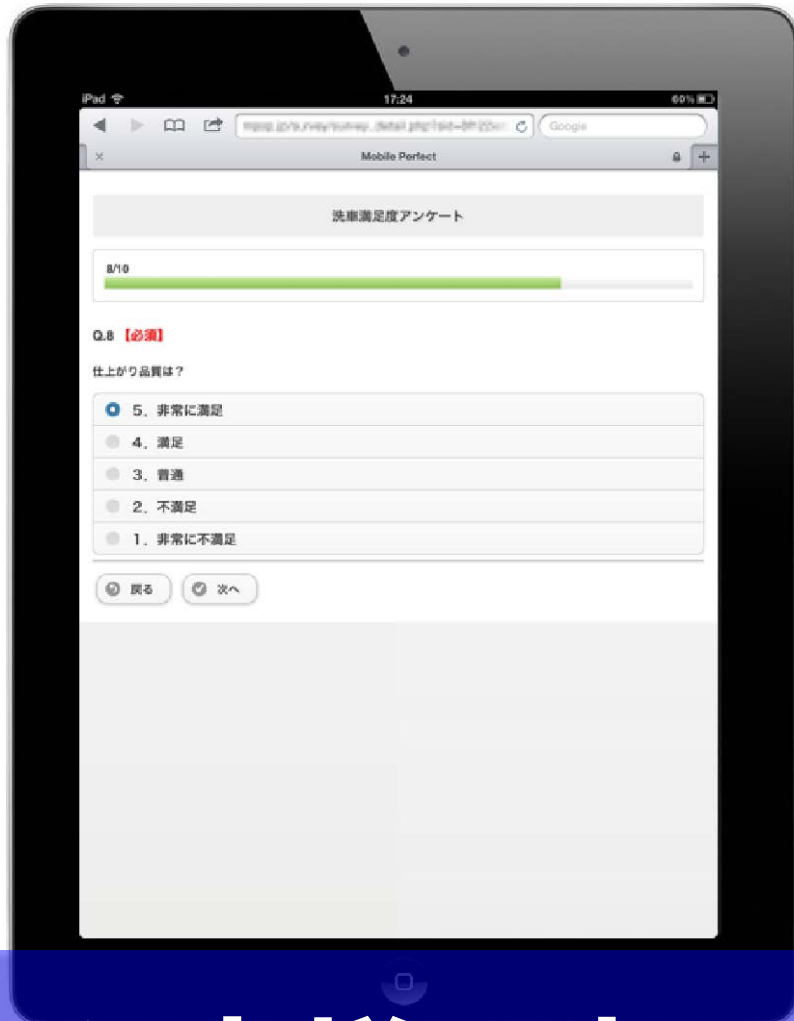 iPad 17:24 60%
Google
Mobile Perfect
洗車満足度アンケート
8/10
Q.8 【必須】
仕上がり品質は？
5. 非常に満足
4. 満足
3. 普通
2. 不満足
1. 非常に不満足
戻る 次へ